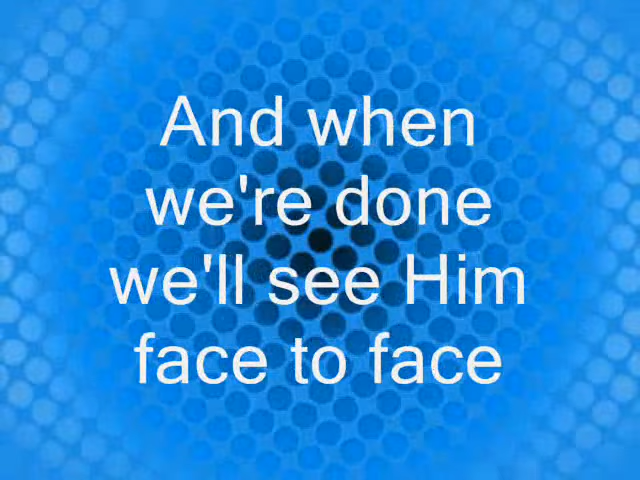 And when
we're done
we'll see Him
face to face